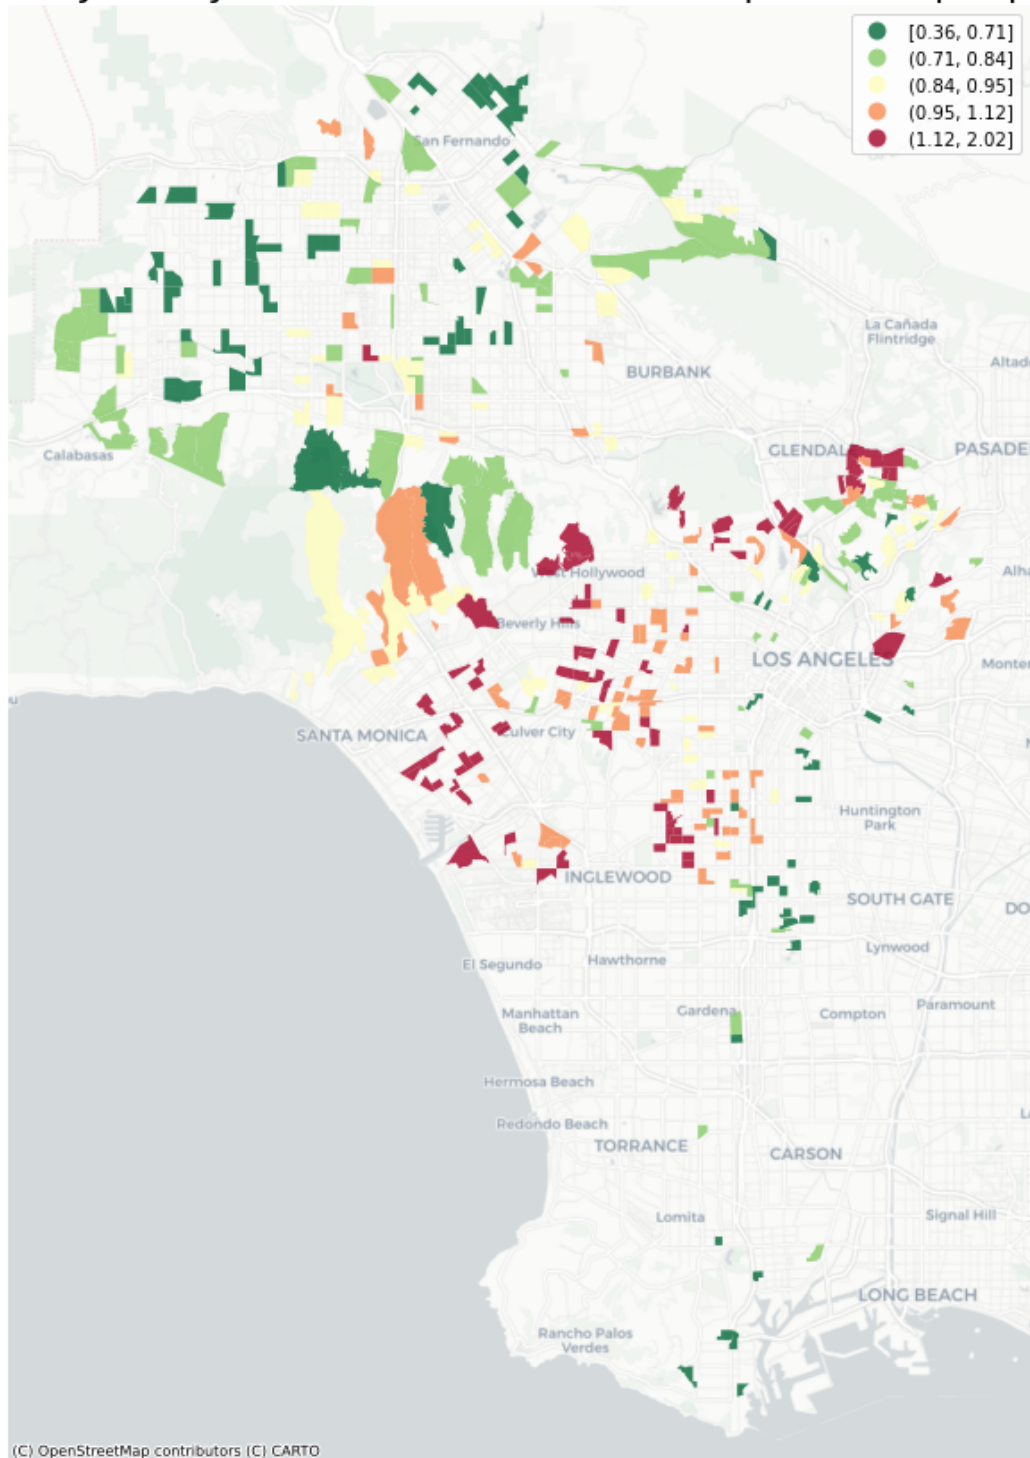 [0.36, 0.71]
(0.71, 0.84]
(0.84, 0.95]
(0.95, 1.12]
(1.12, 2.02]
San Fernando
La Cañada
Flintridge
BURBANK
Calabasas
West Hollywood
Beverly Hills
LOS ANGELES
SANTA MONICA
Culver City
Huntington
Park
INGLEWOOD
SOUTH GATE
Lynwood
El Segundo
Hawthorne
Manhattan
Beach
Gardena
Compton
Paramount
Hermosa Beach
Redondo Beach
TORRANCE
CARSON
Lomita
Signal Hill
LONG BEACH
Rancho Palos
Verdes
(C) OpenStreetMap contributors (C) CARTO